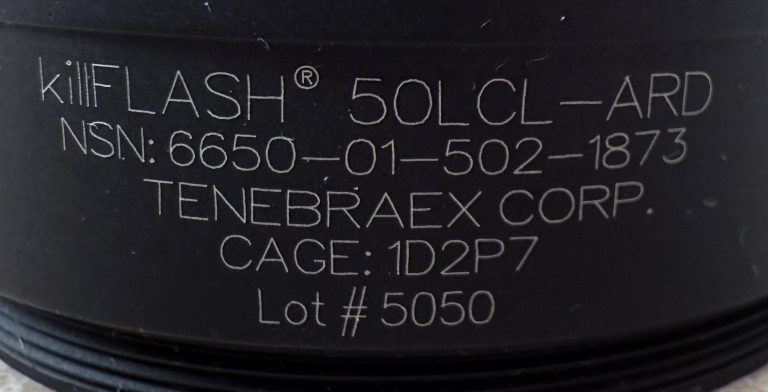 killFLASH® 50LCL-ARD
NSN: 6650-01-502-1873
TENEBRAEX CORP.
CAGE: 1D2P7
Lot # 5050